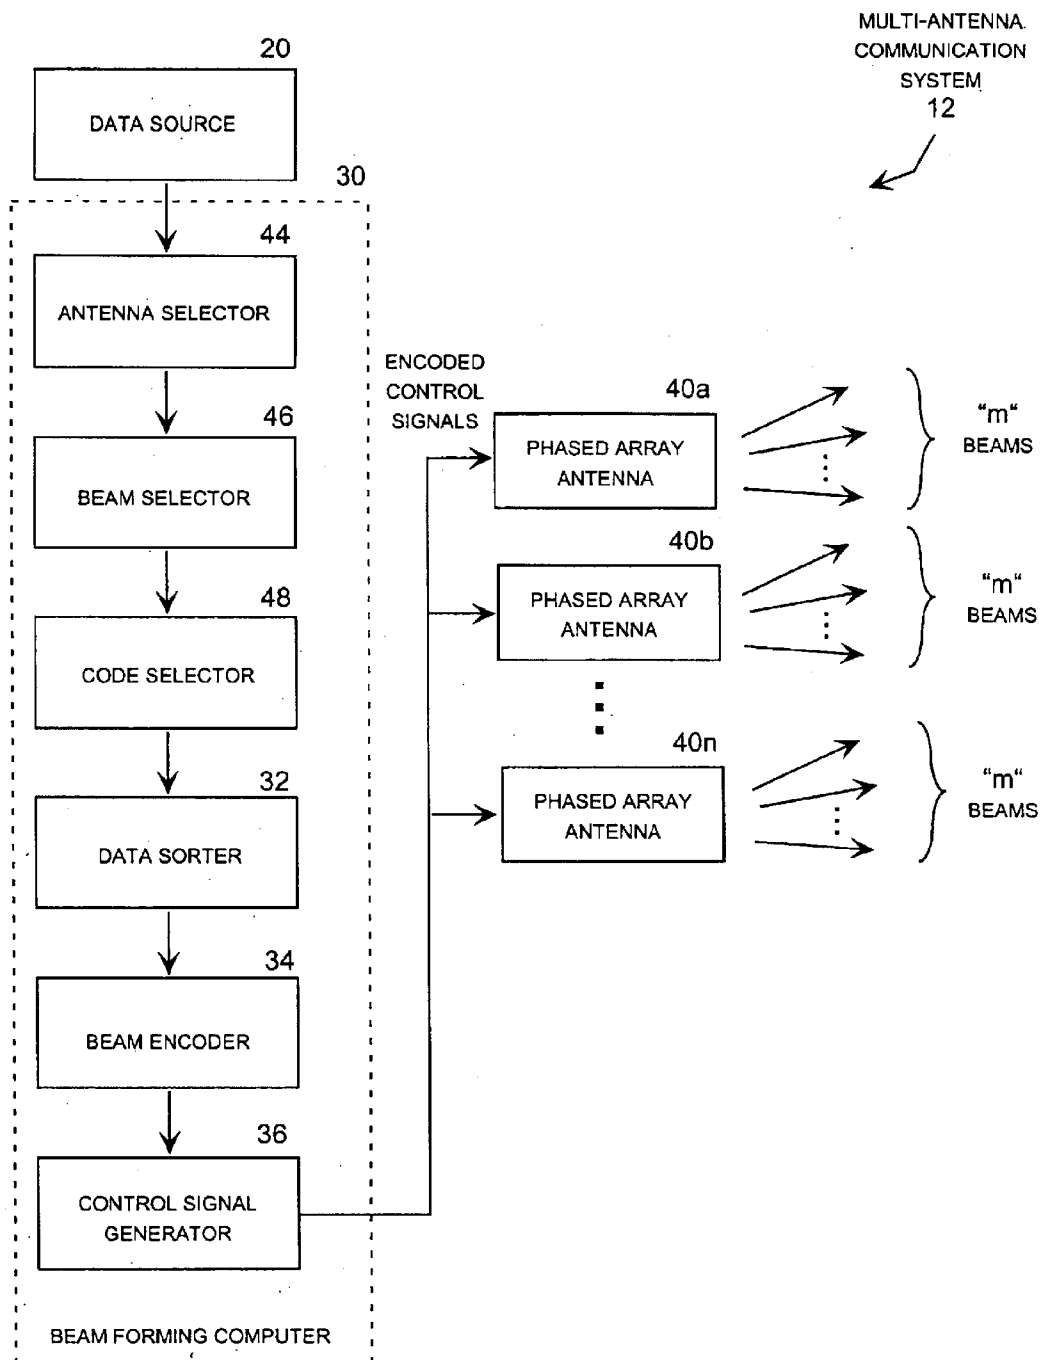 MULTI-ANTENNA
COMMUNICATION
SYSTEM
12
20
DATA SOURCE
30
44
ANTENNA SELECTOR
46
BEAM SELECTOR
48
CODE SELECTOR
32
DATA SORTER
34
BEAM ENCODER
36
CONTROL SIGNAL
GENERATOR
BEAM FORMING COMPUTER
ENCODED
CONTROL
SIGNALS
40a
PHASED ARRAY
ANTENNA
"m"
BEAMS
40b
PHASED ARRAY
ANTENNA
"m"
BEAMS
40n
PHASED ARRAY
ANTENNA
"m"
BEAMS